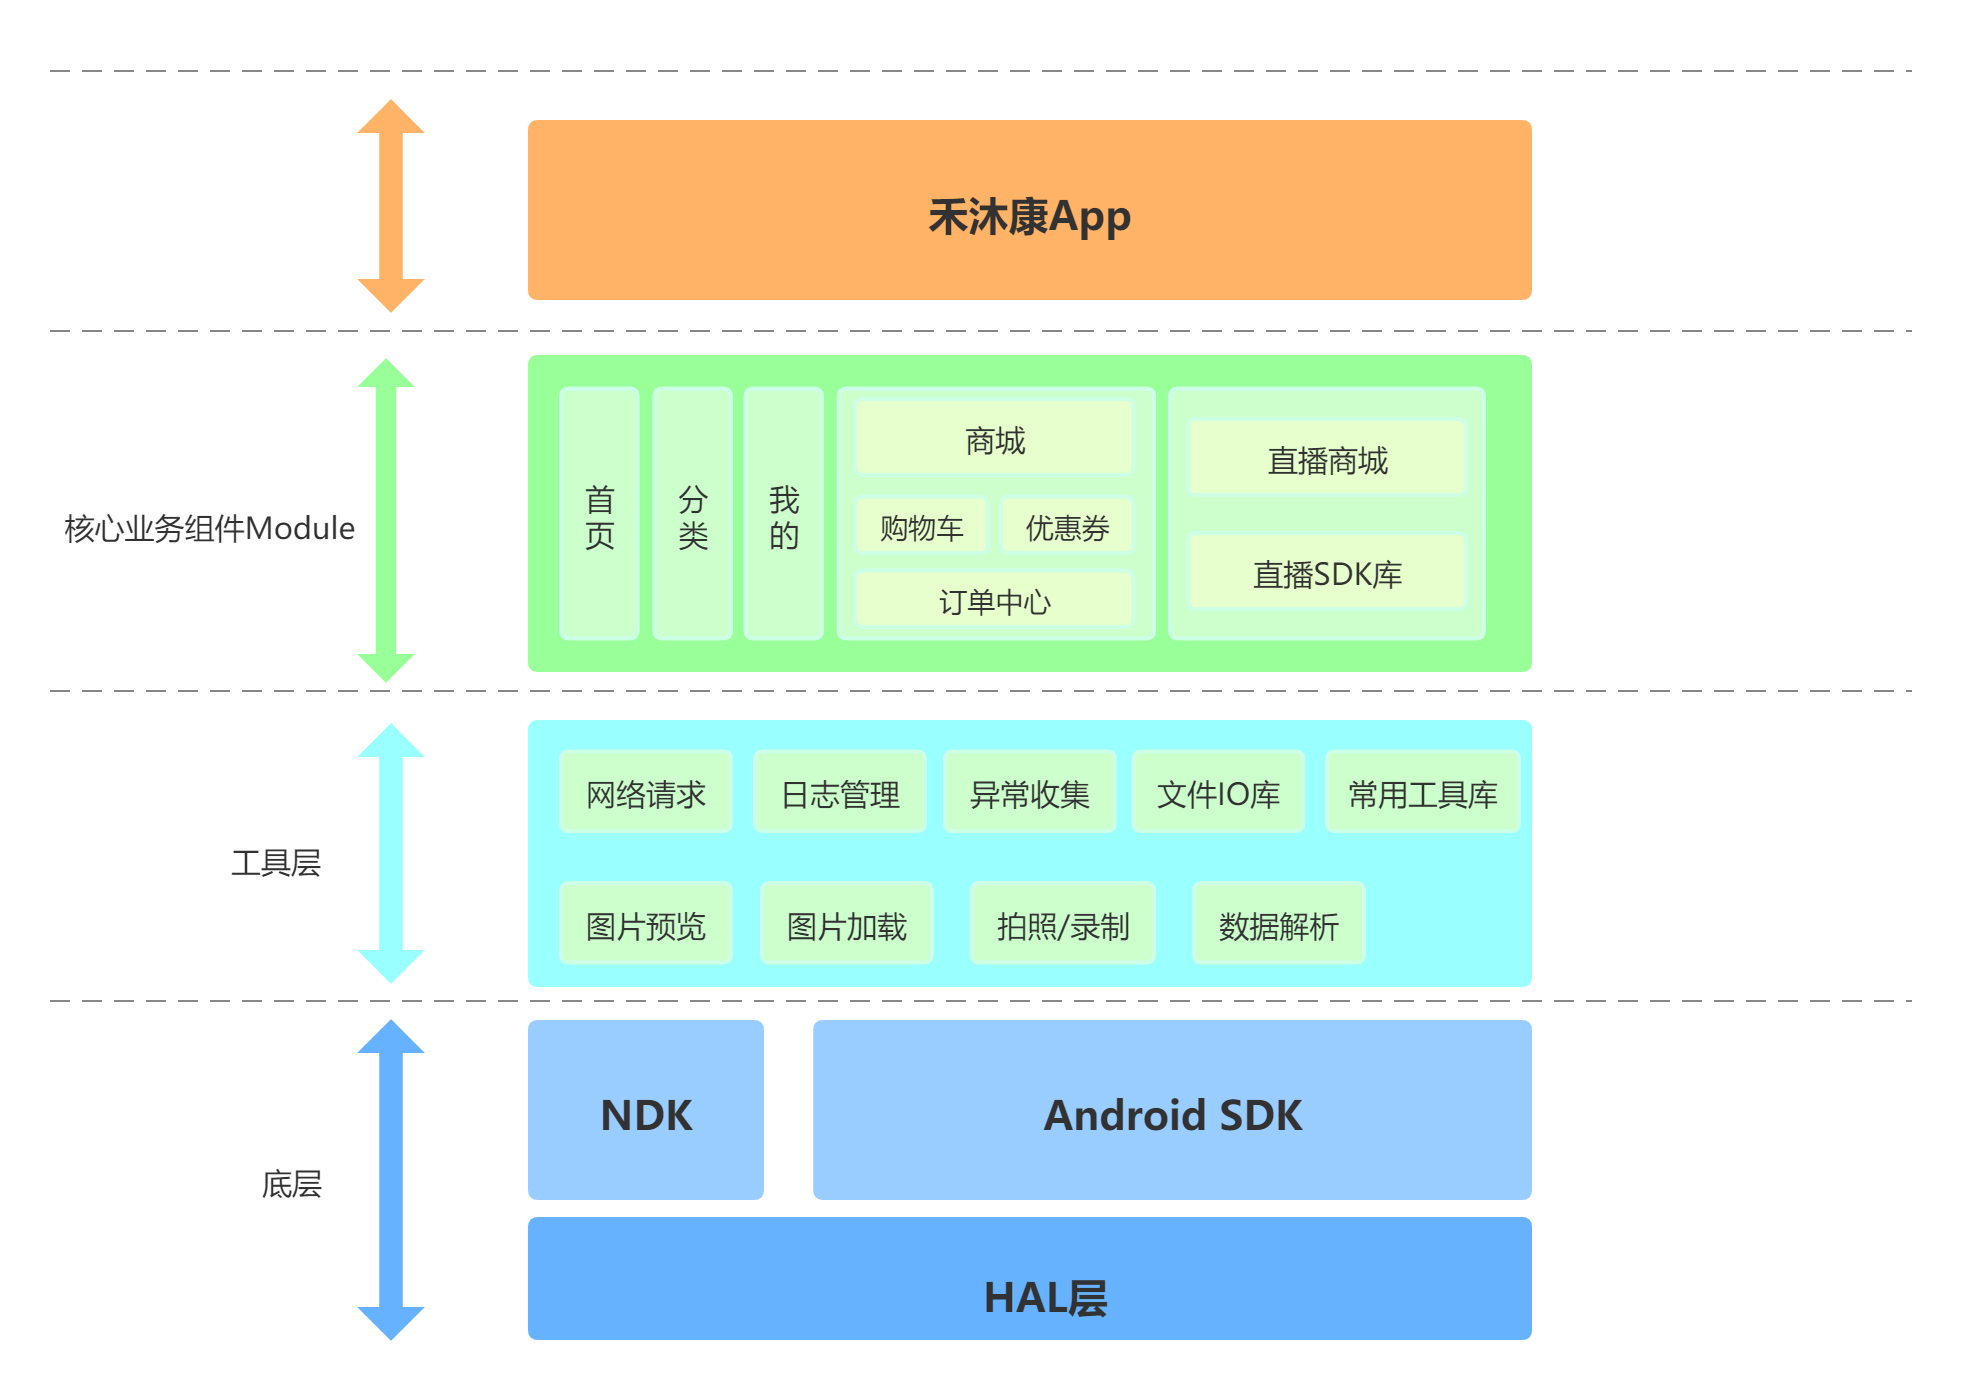 禾沐康App
核心业务组件Module
首页
分类
我的
商城
购物车
优惠券
订单中心
直播商城
直播SDK库
工具层
网络请求
日志管理
异常收集
文件IO库
常用工具库
图片预览
图片加载
拍照/录制
数据解析
底层
NDK
Android SDK
HAL层